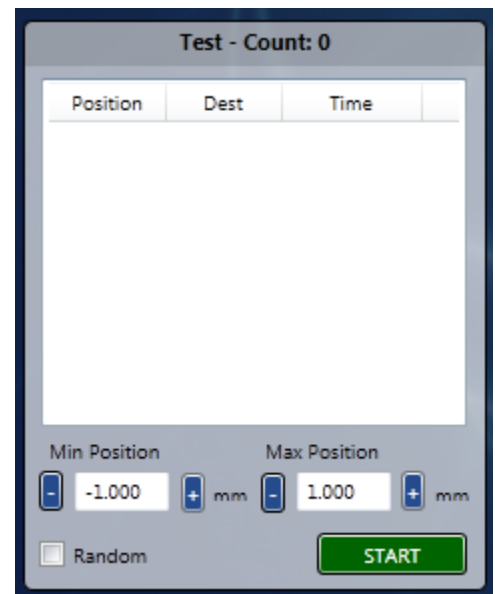 Test - Count: 0
Position Dest Time
Min Position Max Position
- -1.000 + mm - 1.000 + mm
Random START